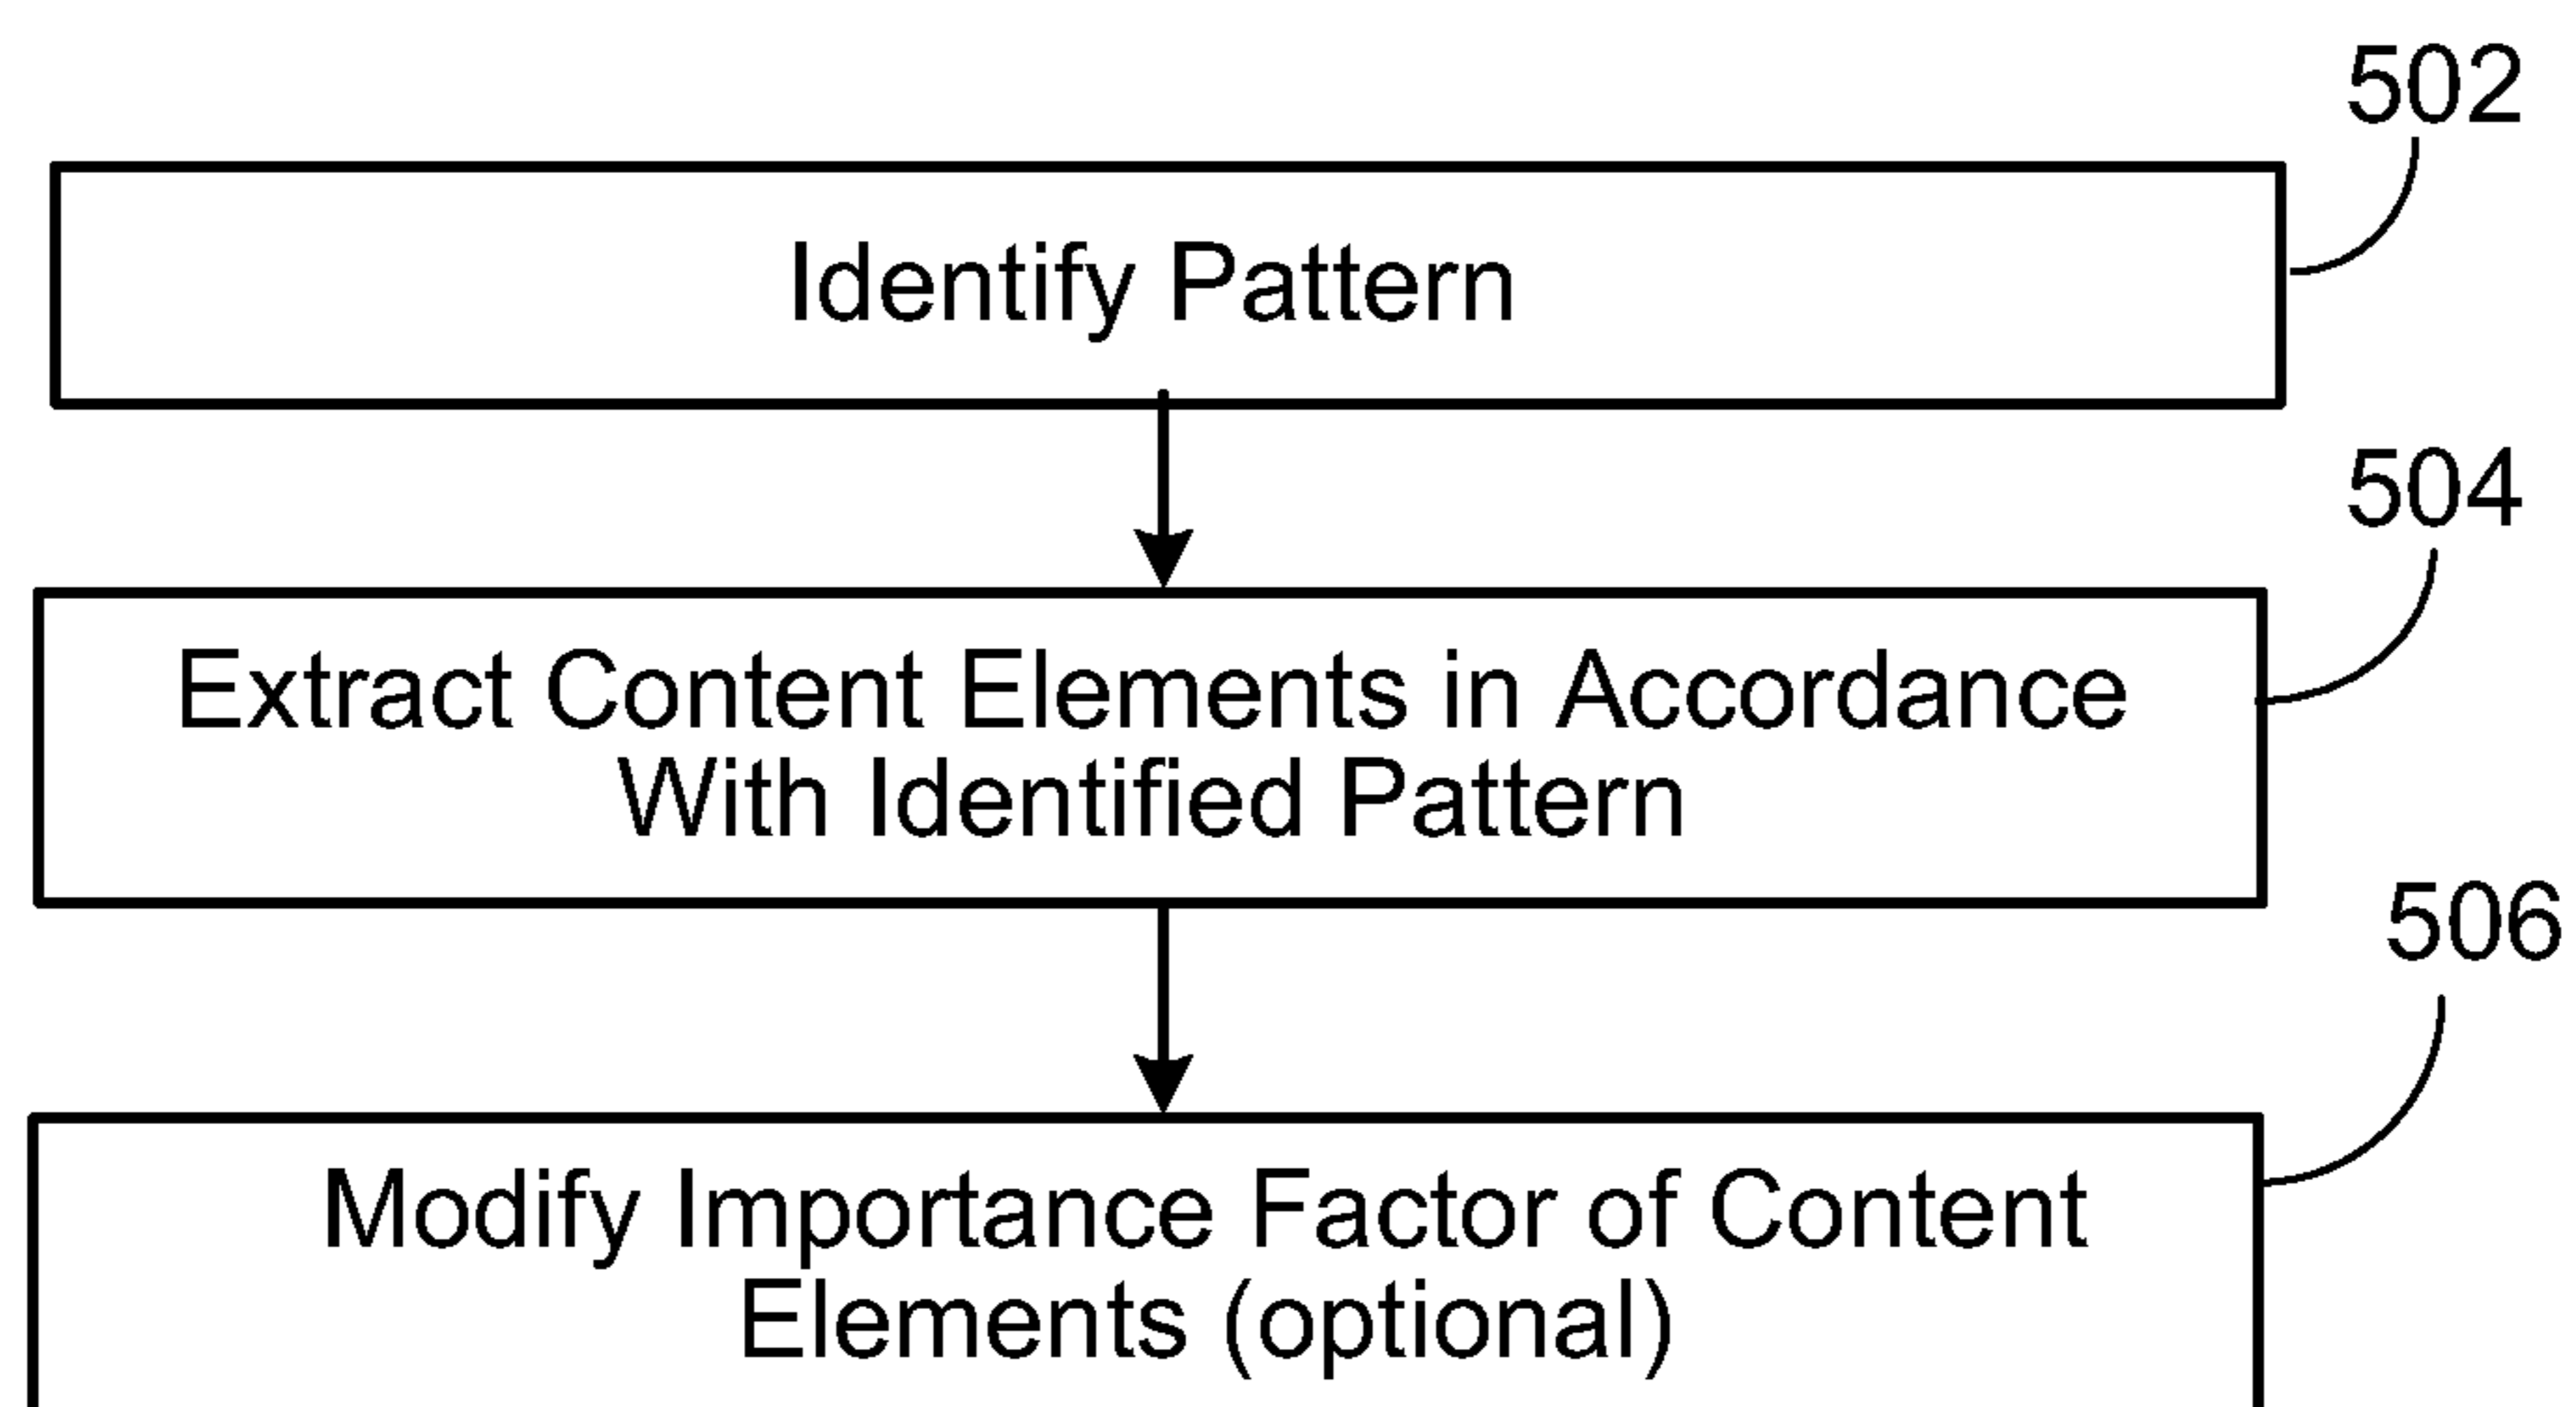 502
Identify Pattern
504
Extract Content Elements in Accordance
With Identified Pattern
506
Modify Importance Factor of Content
Elements (optional)